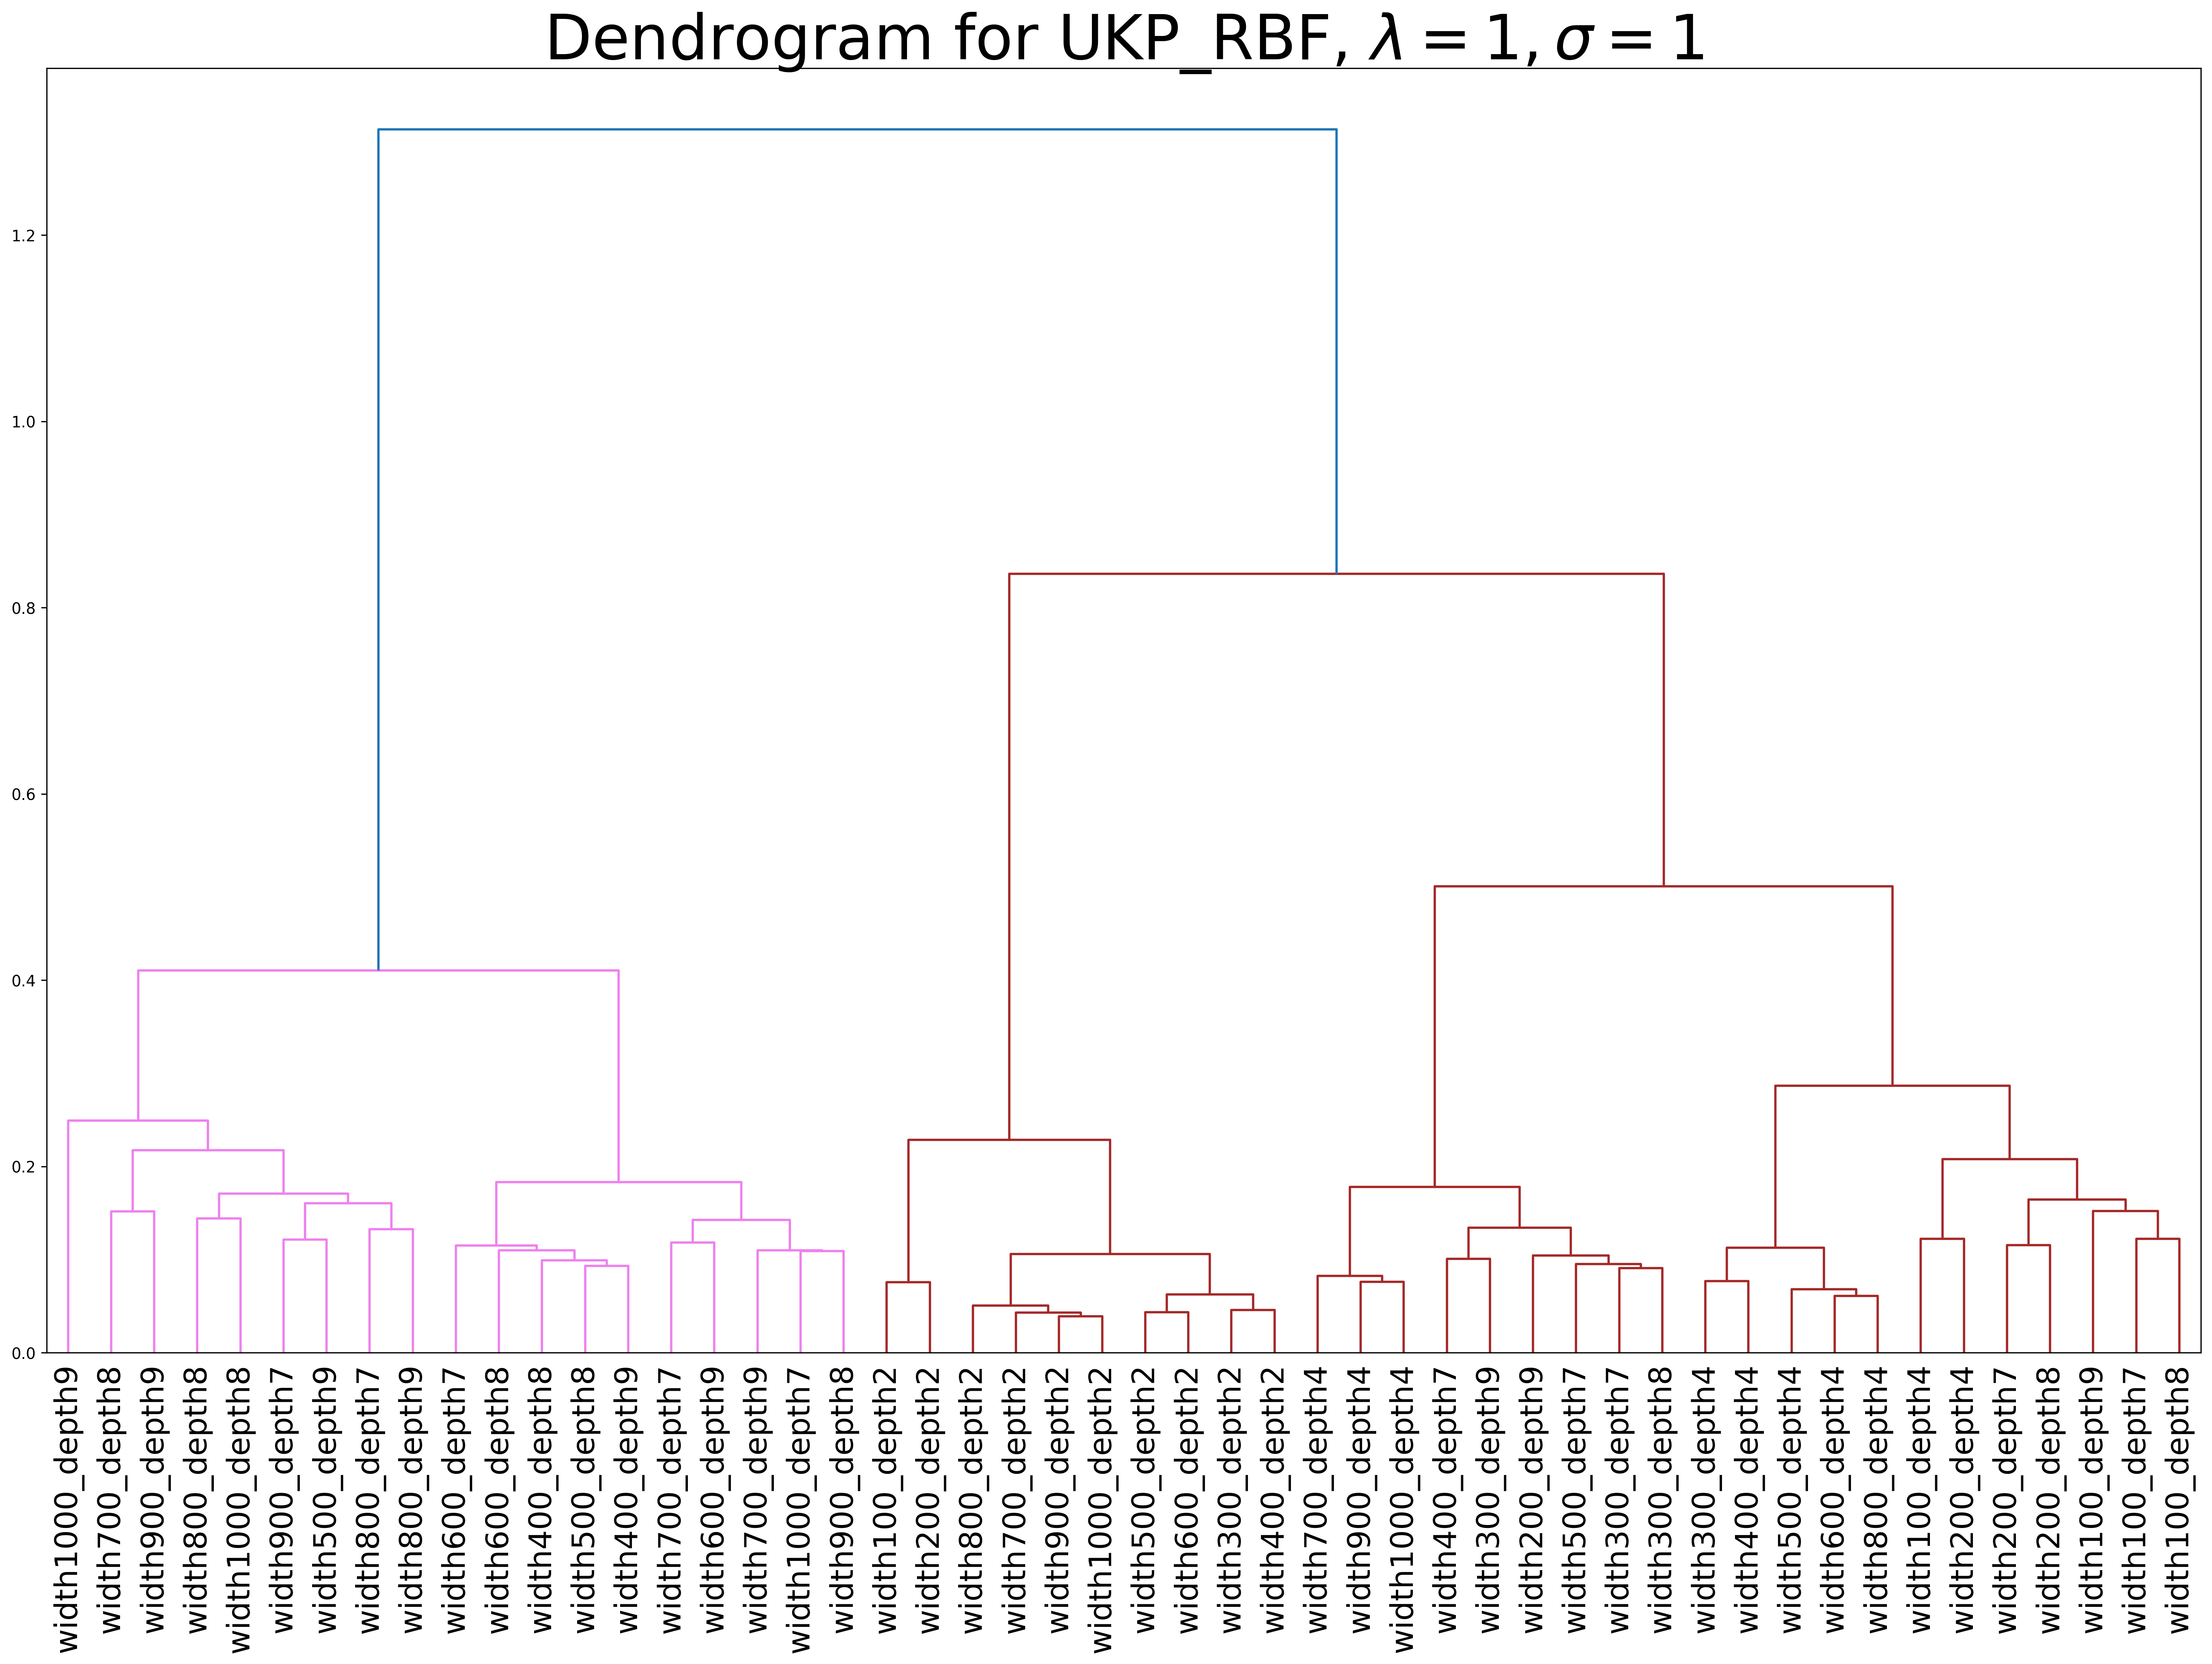 Dendrogram for UKP_RBF, λ = 1, σ = 1
1.2
1.0
0.8
0.6
0.4
0.2
0.0
width1000_depth9
width700_depth8
width900_depth9
width800_depth8
width1000_depth8
width900_depth7
width500_depth9
width800_depth7
width800_depth9
width600_depth7
width600_depth8
width400_depth8
width500_depth8
width400_depth9
width700_depth7
width600_depth9
width700_depth9
width1000_depth7
width900_depth8
width100_depth2
width200_depth2
width800_depth2
width700_depth2
width900_depth2
width1000_depth2
width500_depth2
width600_depth2
width300_depth2
width400_depth2
width700_depth4
width900_depth4
width1000_depth4
width400_depth7
width300_depth9
width200_depth9
width500_depth7
width300_depth7
width300_depth8
width300_depth4
width400_depth4
width500_depth4
width600_depth4
width800_depth4
width100_depth4
width200_depth4
width200_depth7
width200_depth8
width100_depth9
width100_depth7
width100_depth8